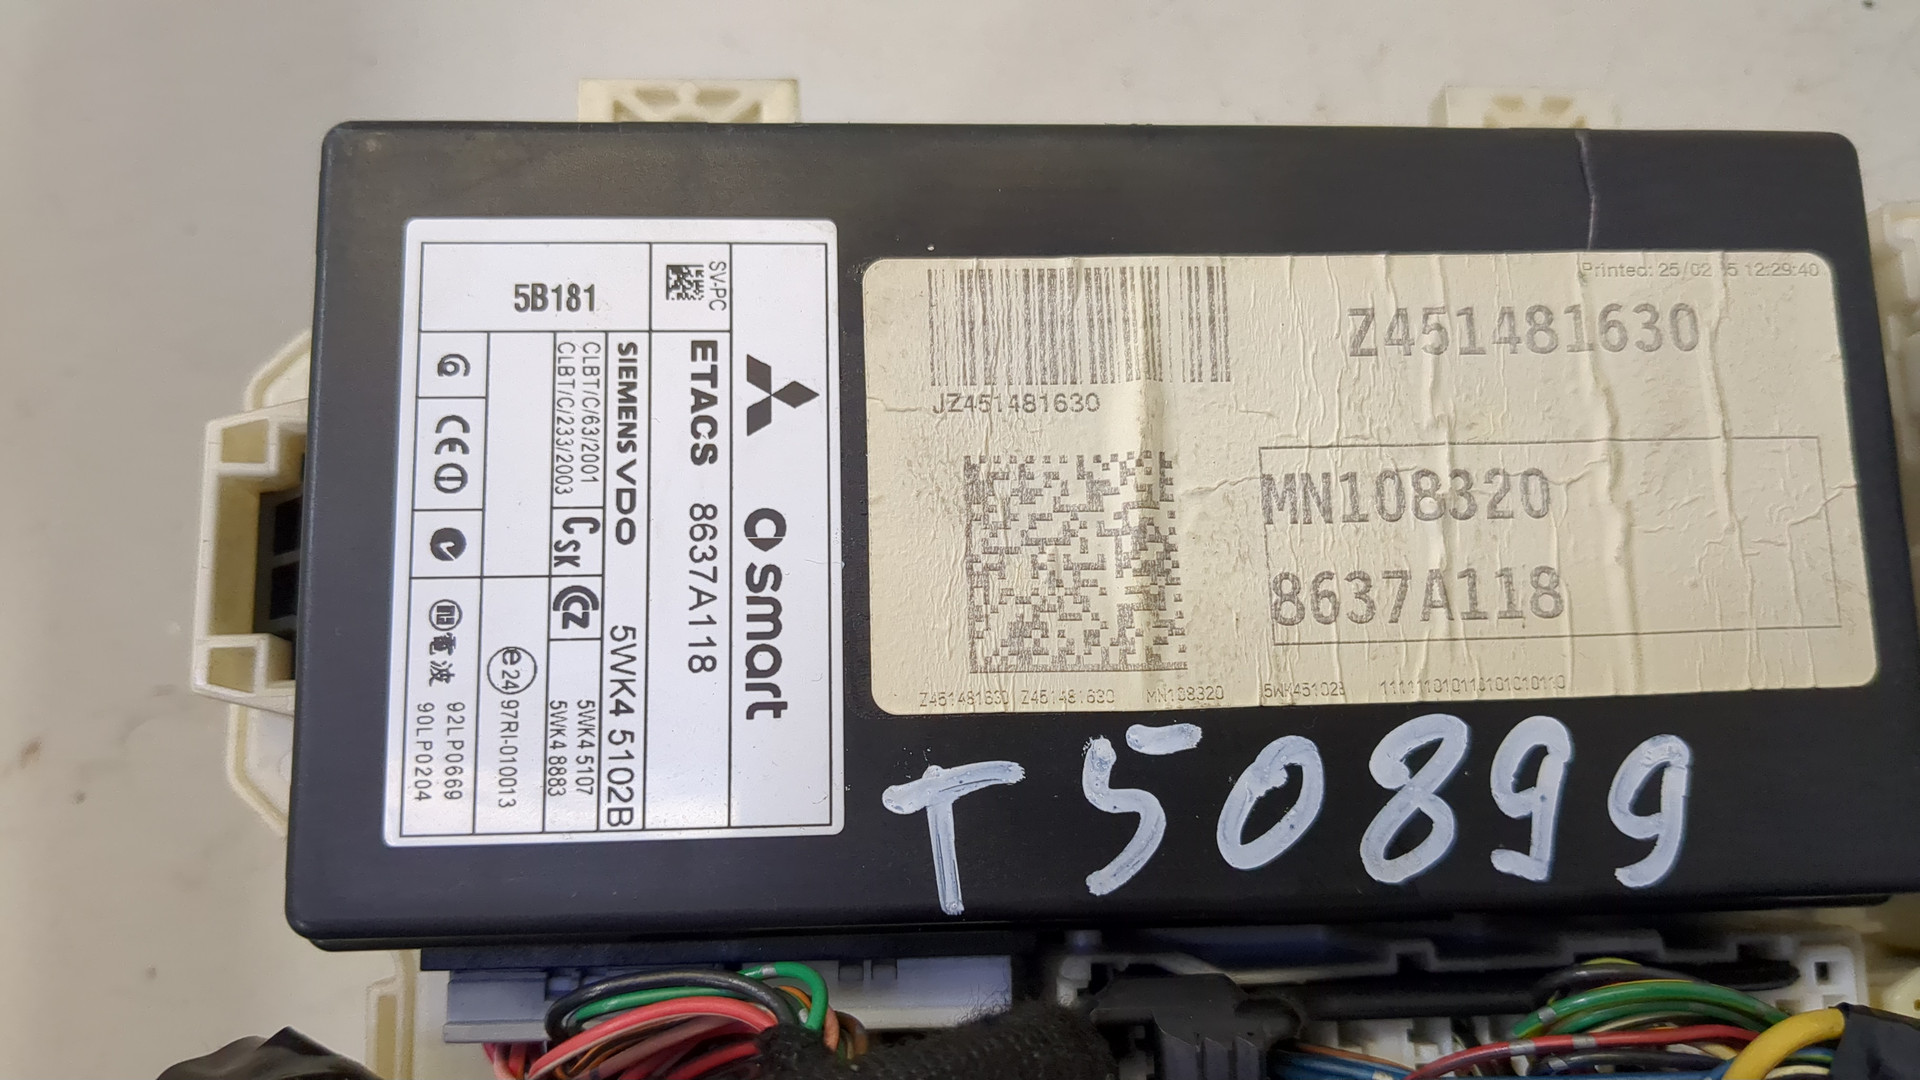 smart
ETACS 8637A118
SV-PC
SIEMENS VDO 5WK4 5102B
CLBT/C/63/2001
CLBT/C/233/2003
5WK4 5107
5WK4 8883
5B181
e24 97RI-010013
CE
電波
92LP0669
90LP0204
Printed: 25/02 12:29:40
Z451481630
JZ451481630
MN108320
8637A118
Z451481630 Z451481630 MN108320 5WK45102B
T50899